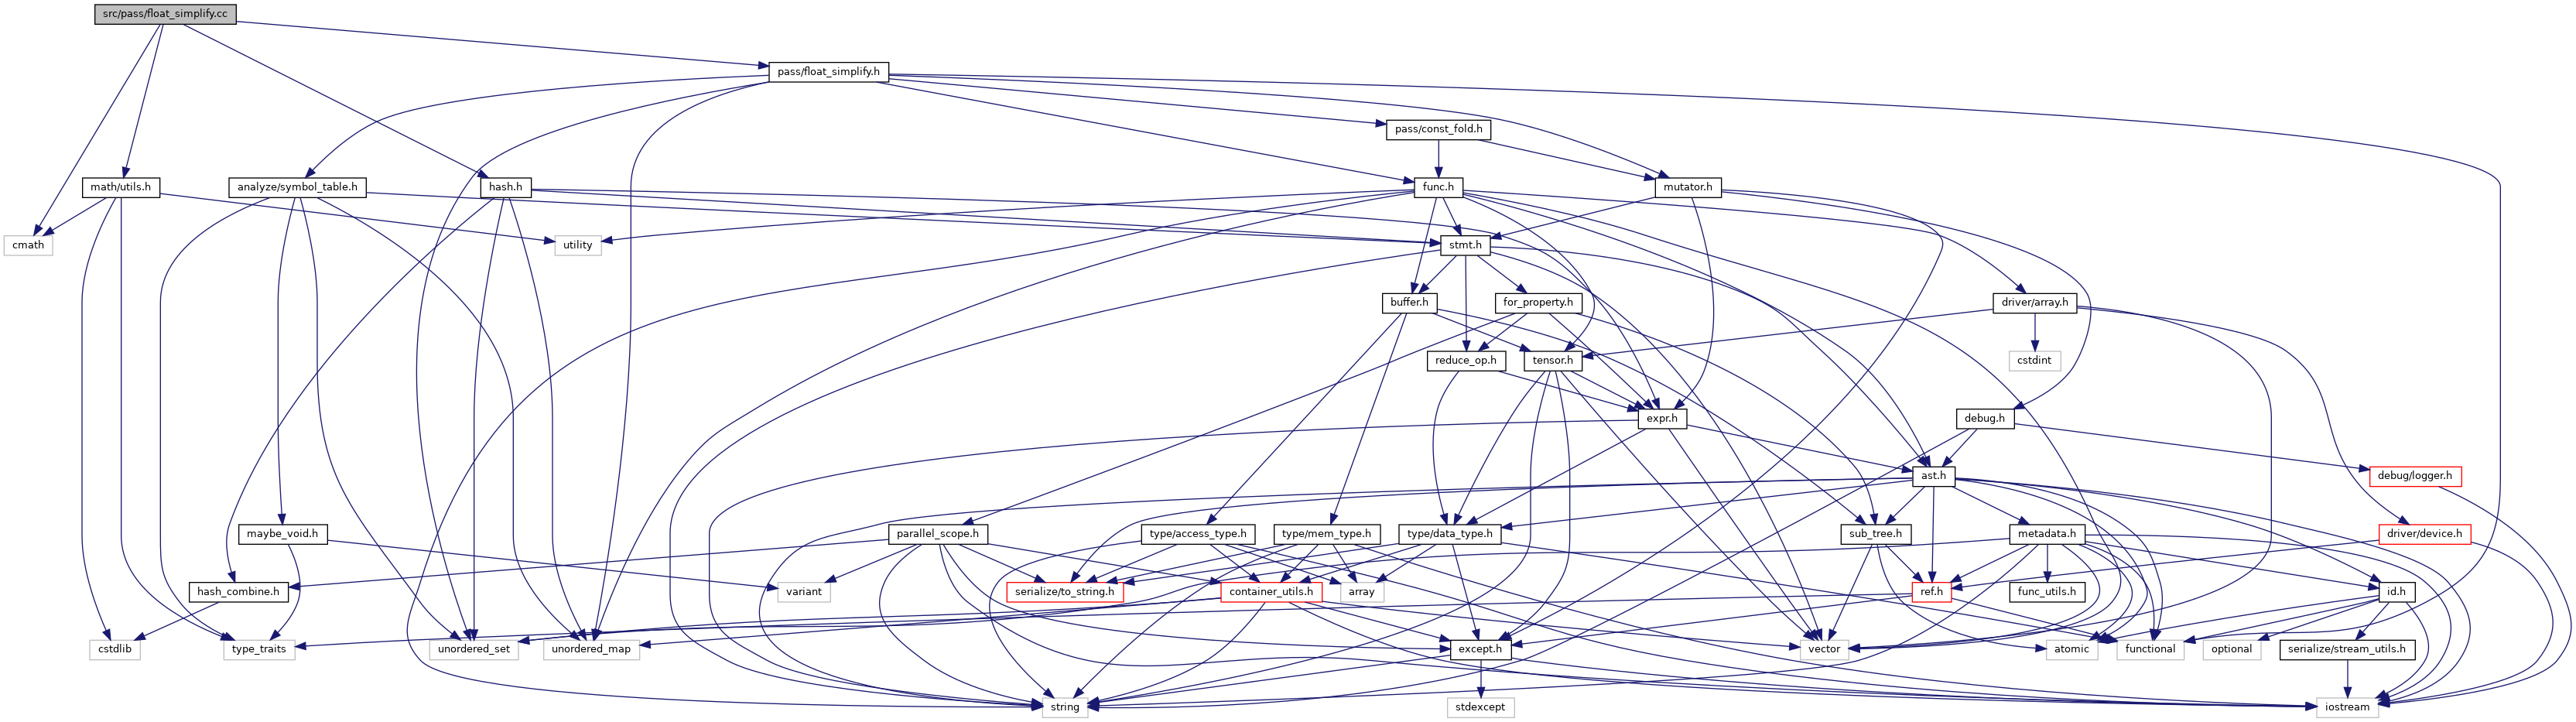 src/pass/float_simplify.cc
pass/float_simplify.h
pass/const_fold.h
math/utils.h
analyze/symbol_table.h
hash.h
func.h
mutator.h
cmath
utility
stmt.h
buffer.h
for_property.h
driver/array.h
reduce_op.h
tensor.h
cstdint
expr.h
debug.h
ast.h
debug/logger.h
maybe_void.h
parallel_scope.h
type/access_type.h
type/mem_type.h
type/data_type.h
sub_tree.h
metadata.h
driver/device.h
hash_combine.h
variant
serialize/to_string.h
container_utils.h
array
ref.h
func_utils.h
id.h
cstdlib
type_traits
unordered_set
unordered_map
except.h
vector
atomic
functional
optional
serialize/stream_utils.h
string
stdexcept
iostream